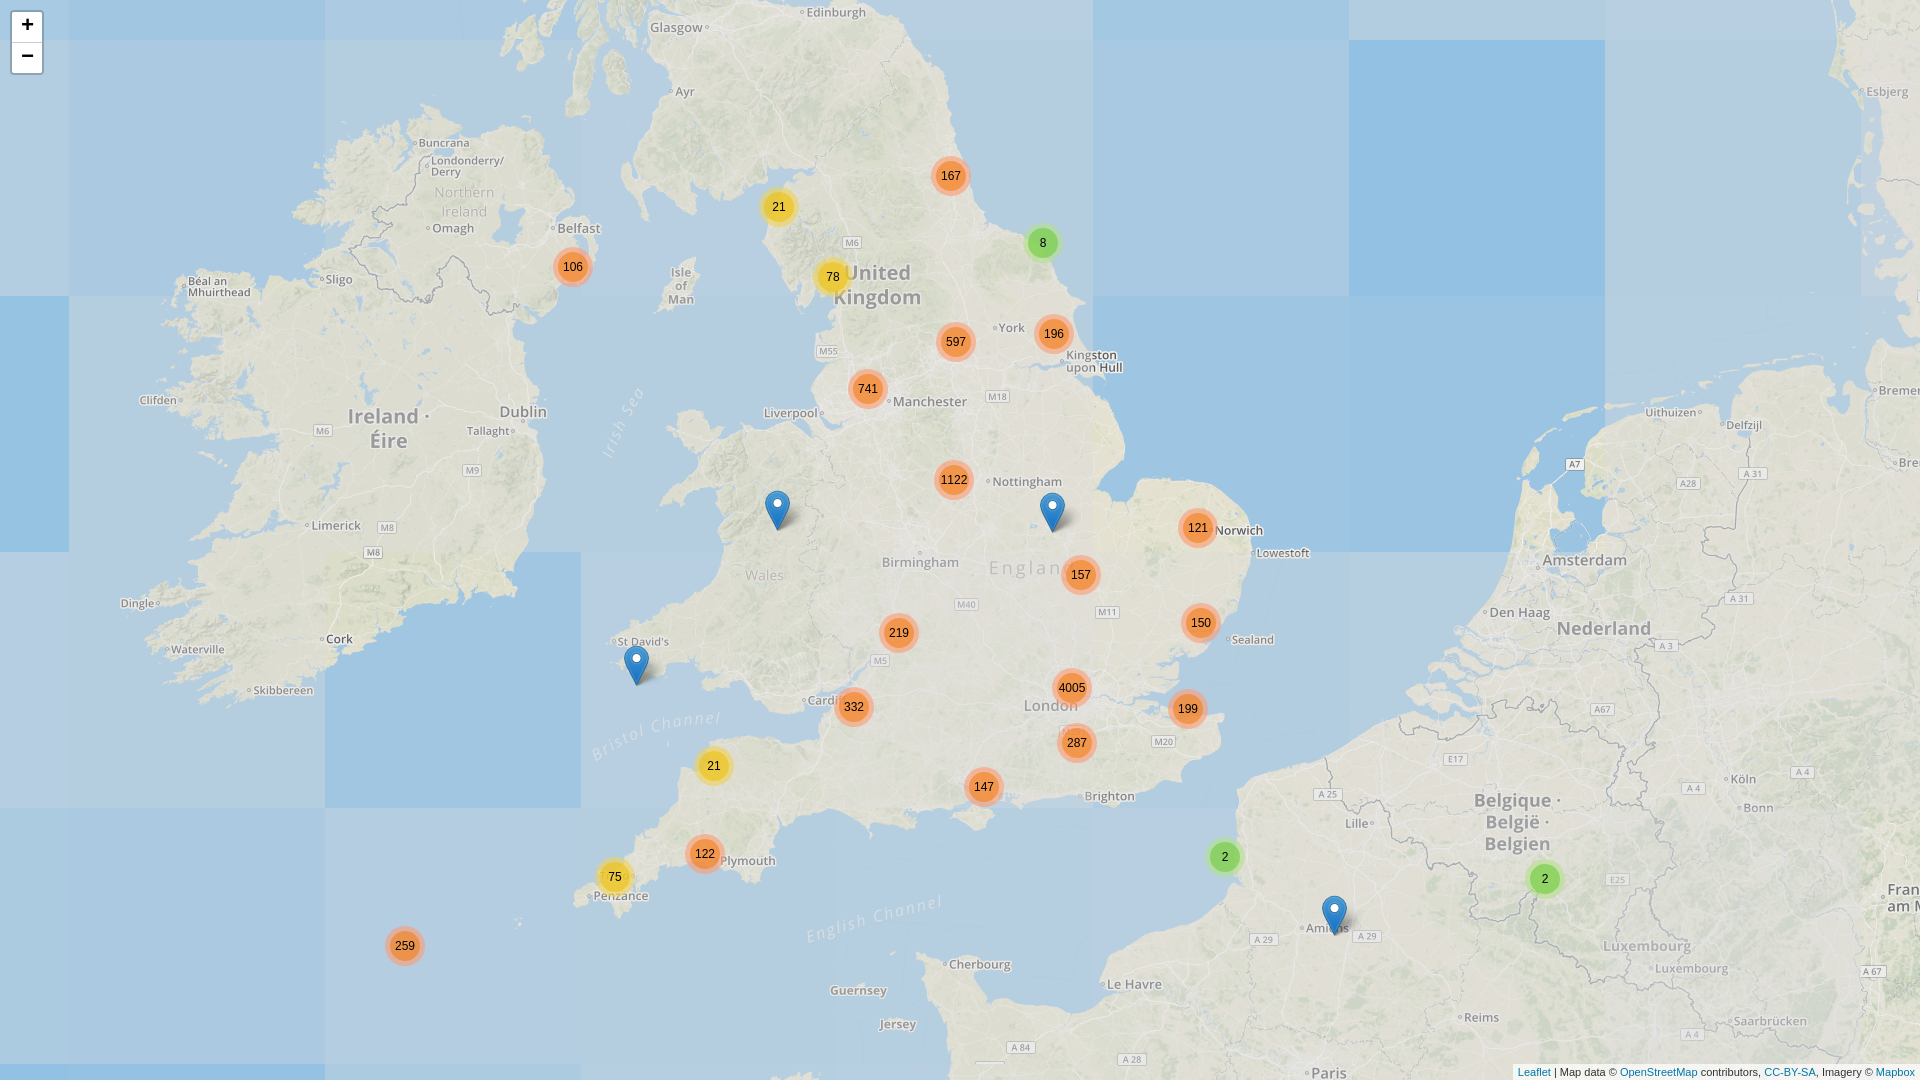 +
−
Edinburgh
Glasgow
Ayr
Esbjerg
Buncrana
Londonderry/
Derry
Northern
Ireland
Omagh
Belfast
167
21
8
M6
106
78
United
Kingdom
Isle
of
Man
Sligo
Béal an
Mhuirthead
York
196
597
M55
Kingston
upon Hull
741
Manchester
M18
Liverpool
Clifden
Ireland ·
Éire
Dublin
Tallaght
M6
M9
Irish Sea
Uithuizen
Delfzijl
Bremer
Bre
A7
A 31
A28
1122
Nottingham
Limerick
M8
M8
121
Norwich
Lowestoft
Birmingham
Wales
England
157
Amsterdam
Dingle
M40
M11
A 31
Den Haag
Nederland
219
150
Sealand
Cork
St David's
Waterville
M5
A 3
Skibbereen
4005
London
Cardiff
332
199
A67
Bristol Channel
287
M20
E17
21
147
Brighton
A 25
Köln
A 4
A 4
Bonn
Belgique ·
België ·
Belgien
Lille
122
Plymouth
2
75
Penzance
2
E25
Fran
am M
English Channel
259
Amiens
A 29
A 29
Luxembourg
Luxembourg
A 67
Cherbourg
Le Havre
Guernsey
Jersey
Reims
Saarbrücken
A 84
A 28
A 4
Paris
Leaflet | Map data © OpenStreetMap contributors, CC-BY-SA, Imagery © Mapbox